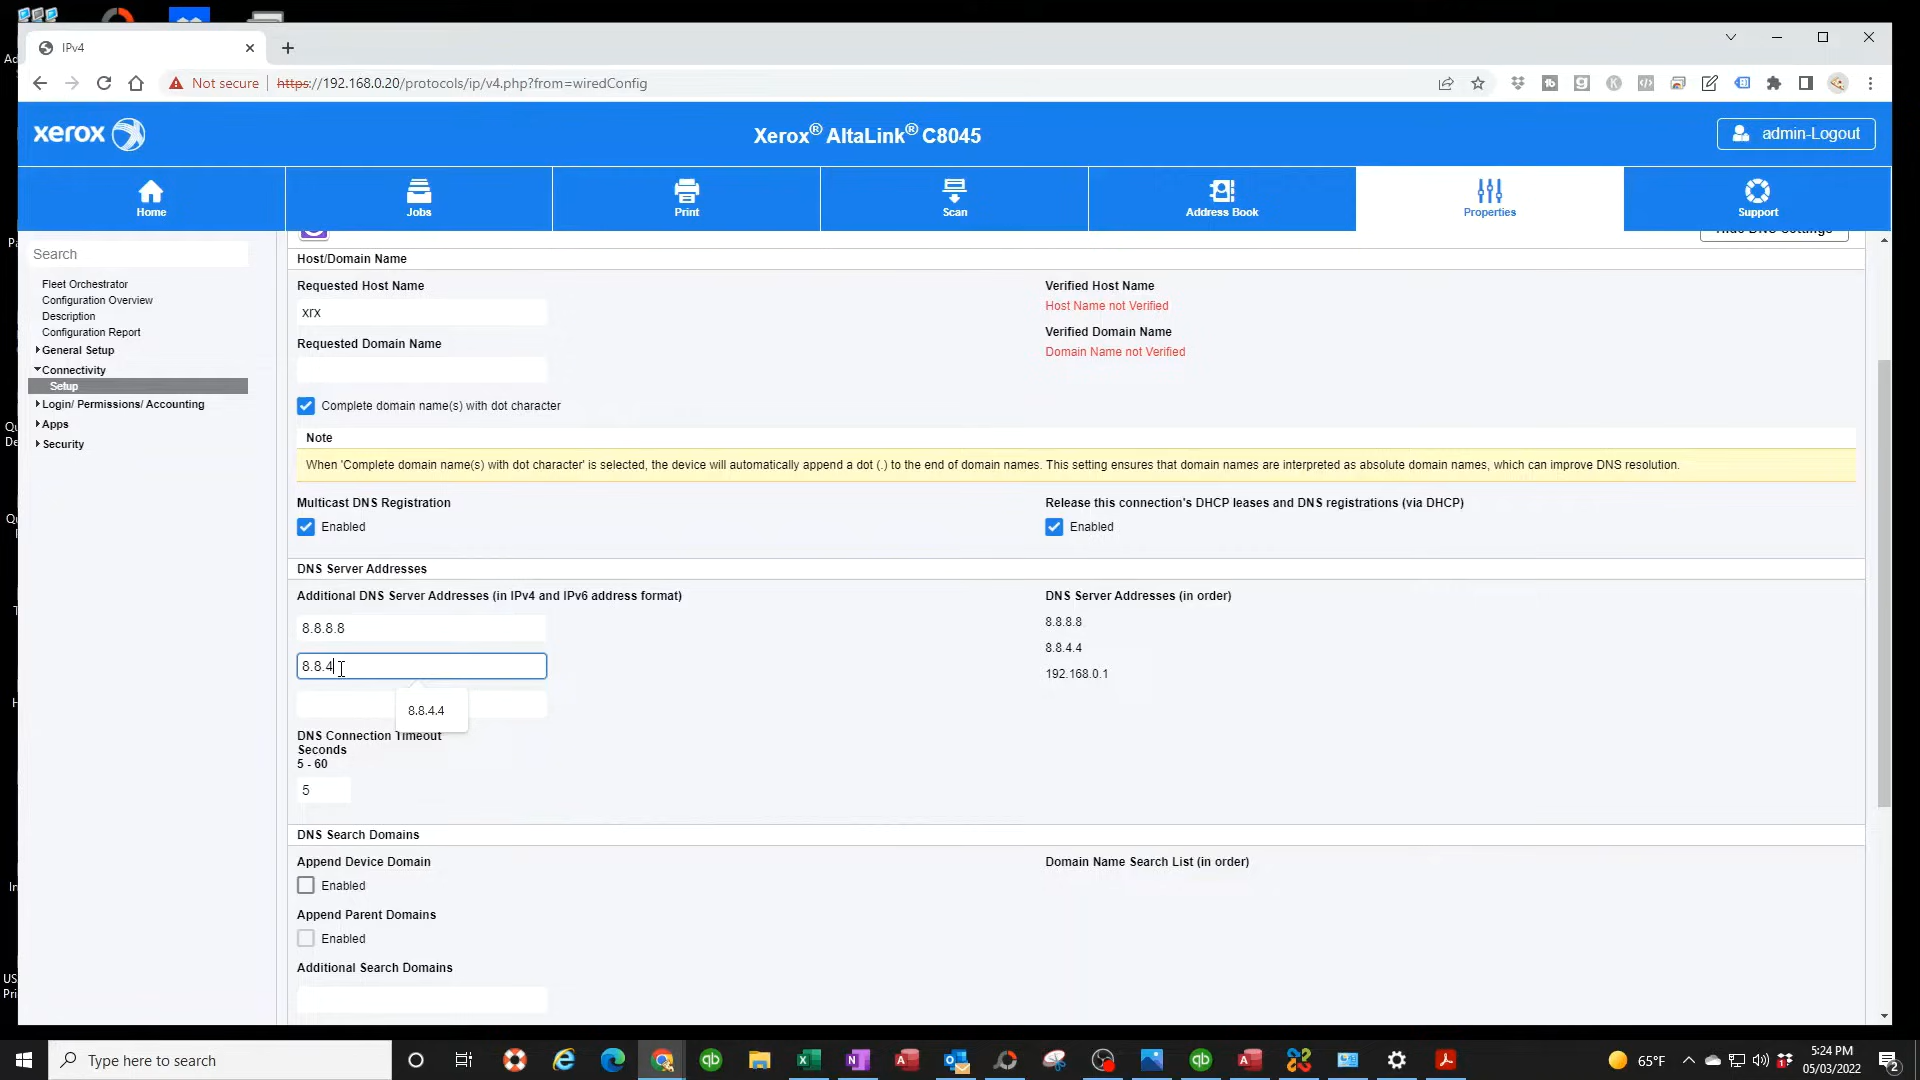 IPv4
Not secure
https://192.168.0.20/protocols/ip/v4.php?from=wiredConfig
xerox
Xerox® AltaLink® C8045
admin-Logout
Home
Jobs
Print
Scan
Address Book
Properties
Support
Search
Fleet Orchestrator
Configuration Overview
Description
Configuration Report
General Setup
Connectivity
Setup
Login/ Permissions/ Accounting
Apps
Security
Host/Domain Name
Requested Host Name
xrx
Verified Host Name
Host Name not Verified
Requested Domain Name
Verified Domain Name
Domain Name not Verified
Complete domain name(s) with dot character
Note
When 'Complete domain name(s) with dot character' is selected, the device will automatically append a dot (.) to the end of domain names. This setting ensures that domain names are interpreted as absolute domain names, which can improve DNS resolution.
Multicast DNS Registration
Enabled
Release this connection's DHCP leases and DNS registrations (via DHCP)
Enabled
DNS Server Addresses
Additional DNS Server Addresses (in IPv4 and IPv6 address format)
8.8.8.8
8.8.4
8.8.4.4
DNS Server Addresses (in order)
8.8.8.8
8.8.4.4
192.168.0.1
DNS Connection Timeout
Seconds
5 - 60
5
DNS Search Domains
Append Device Domain
Enabled
Domain Name Search List (in order)
Append Parent Domains
Enabled
Additional Search Domains
Type here to search
65°F
5:24 PM
05/03/2022
2